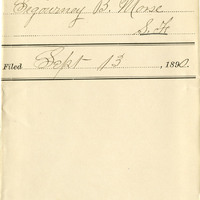 Sigourney B. Morse
S. F.
Filed Sept 13, 1890.